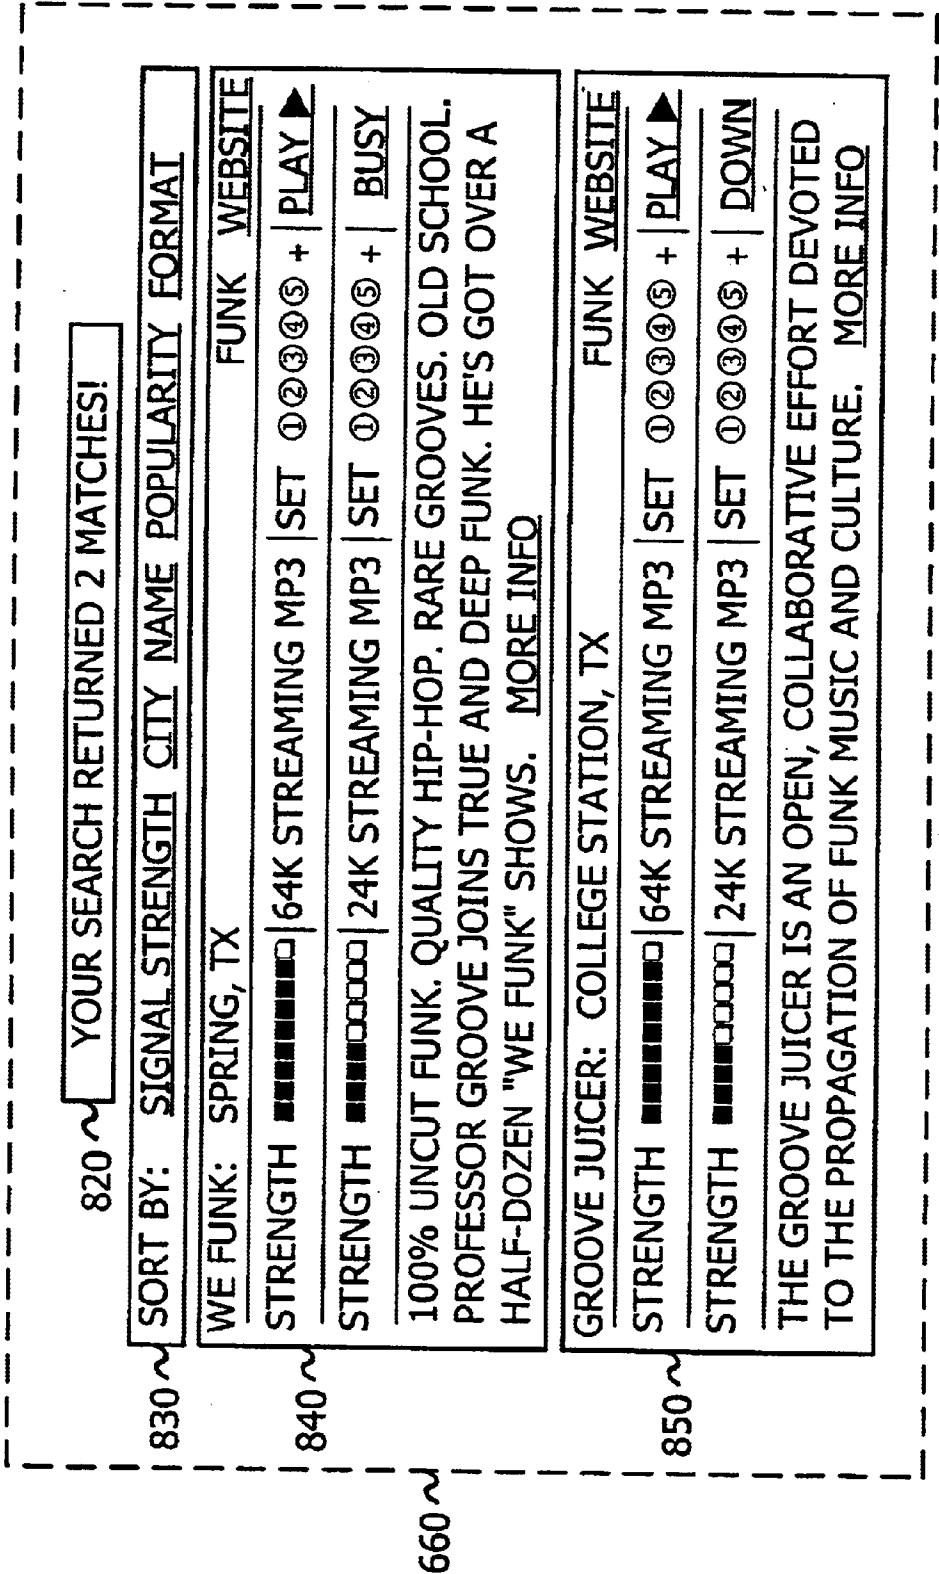 YOUR SEARCH RETURNED 2 MATCHES!
820
SORT BY: SIGNAL STRENGTH CITY NAME POPULARITY FORMAT
830
WE FUNK: SPRING, TX FUNK WEBSITE
STRENGTH 64K STREAMING MP3 SET ①②③④⑤ + PLAY ▶
840
STRENGTH 24K STREAMING MP3 SET ①②③④⑤ + BUSY
100% UNCUT FUNK. QUALITY HIP-HOP. RARE GROOVES. OLD SCHOOL.
PROFESSOR GROOVE JOINS TRUE AND DEEP FUNK. HE'S GOT OVER A
HALF-DOZEN "WE FUNK" SHOWS. MORE INFO
660
GROOVE JUICER: COLLEGE STATION, TX FUNK WEBSITE
STRENGTH 64K STREAMING MP3 SET ①②③④⑤ + PLAY ▶
850
STRENGTH 24K STREAMING MP3 SET ①②③④⑤ + DOWN
THE GROOVE JUICER IS AN OPEN, COLLABORATIVE EFFORT DEVOTED
TO THE PROPAGATION OF FUNK MUSIC AND CULTURE. MORE INFO